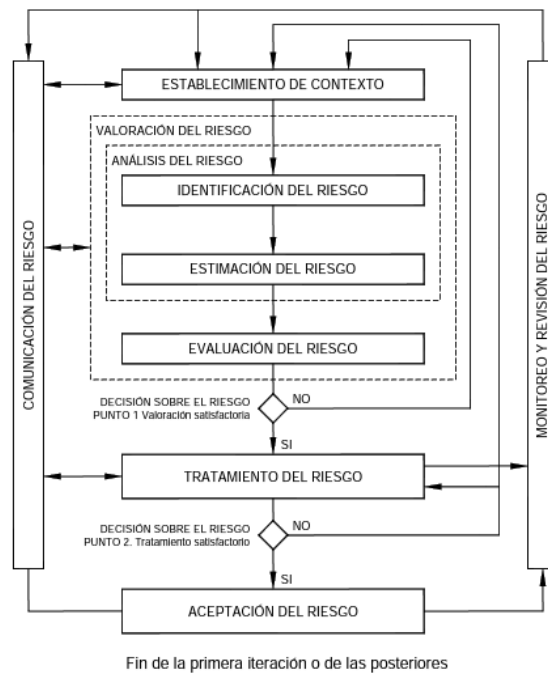 ESTABLECIMIENTO DE CONTEXTO
VALORACIÓN DEL RIESGO
ANÁLISIS DEL RIESGO
IDENTIFICACIÓN DEL RIESGO
ESTIMACIÓN DEL RIESGO
EVALUACIÓN DEL RIESGO
DECISIÓN SOBRE EL RIESGO
PUNTO 1 Valoración satisfactoria
NO
SI
TRATAMIENTO DEL RIESGO
DECISIÓN SOBRE EL RIESGO
PUNTO 2. Tratamiento satisfactorio
NO
SI
ACEPTACIÓN DEL RIESGO
COMUNICACIÓN DEL RIESGO
MONITOREO Y REVISIÓN DEL RIESGO
Fin de la primera iteración o de las posteriores